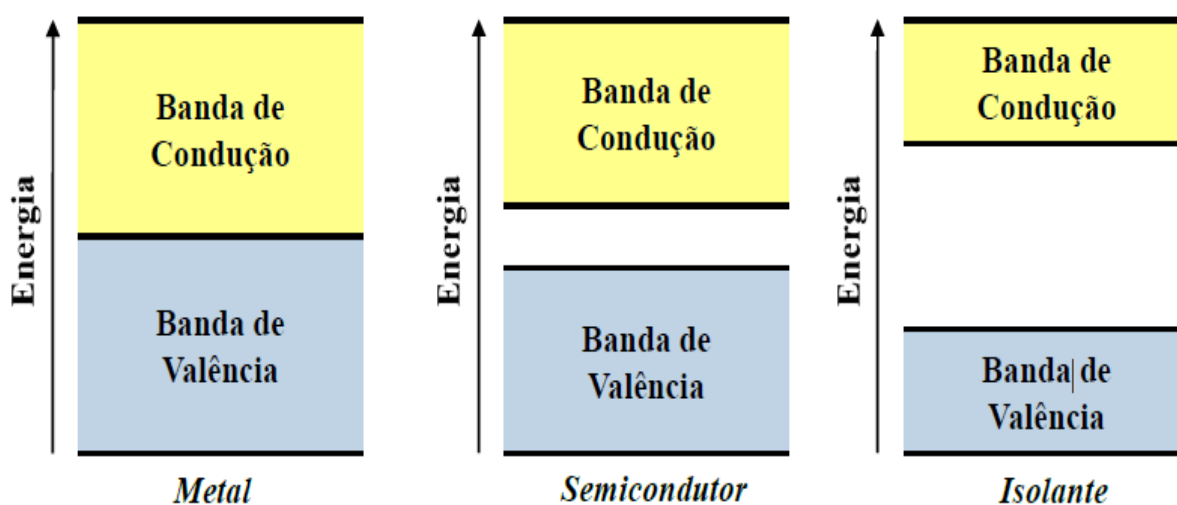 Energia
Banda de
Condução
Banda de
Valência
Metal
Energia
Banda de
Condução
Banda de
Valência
Semicondutor
Energia
Banda de
Condução
Banda de
Valência
Isolante